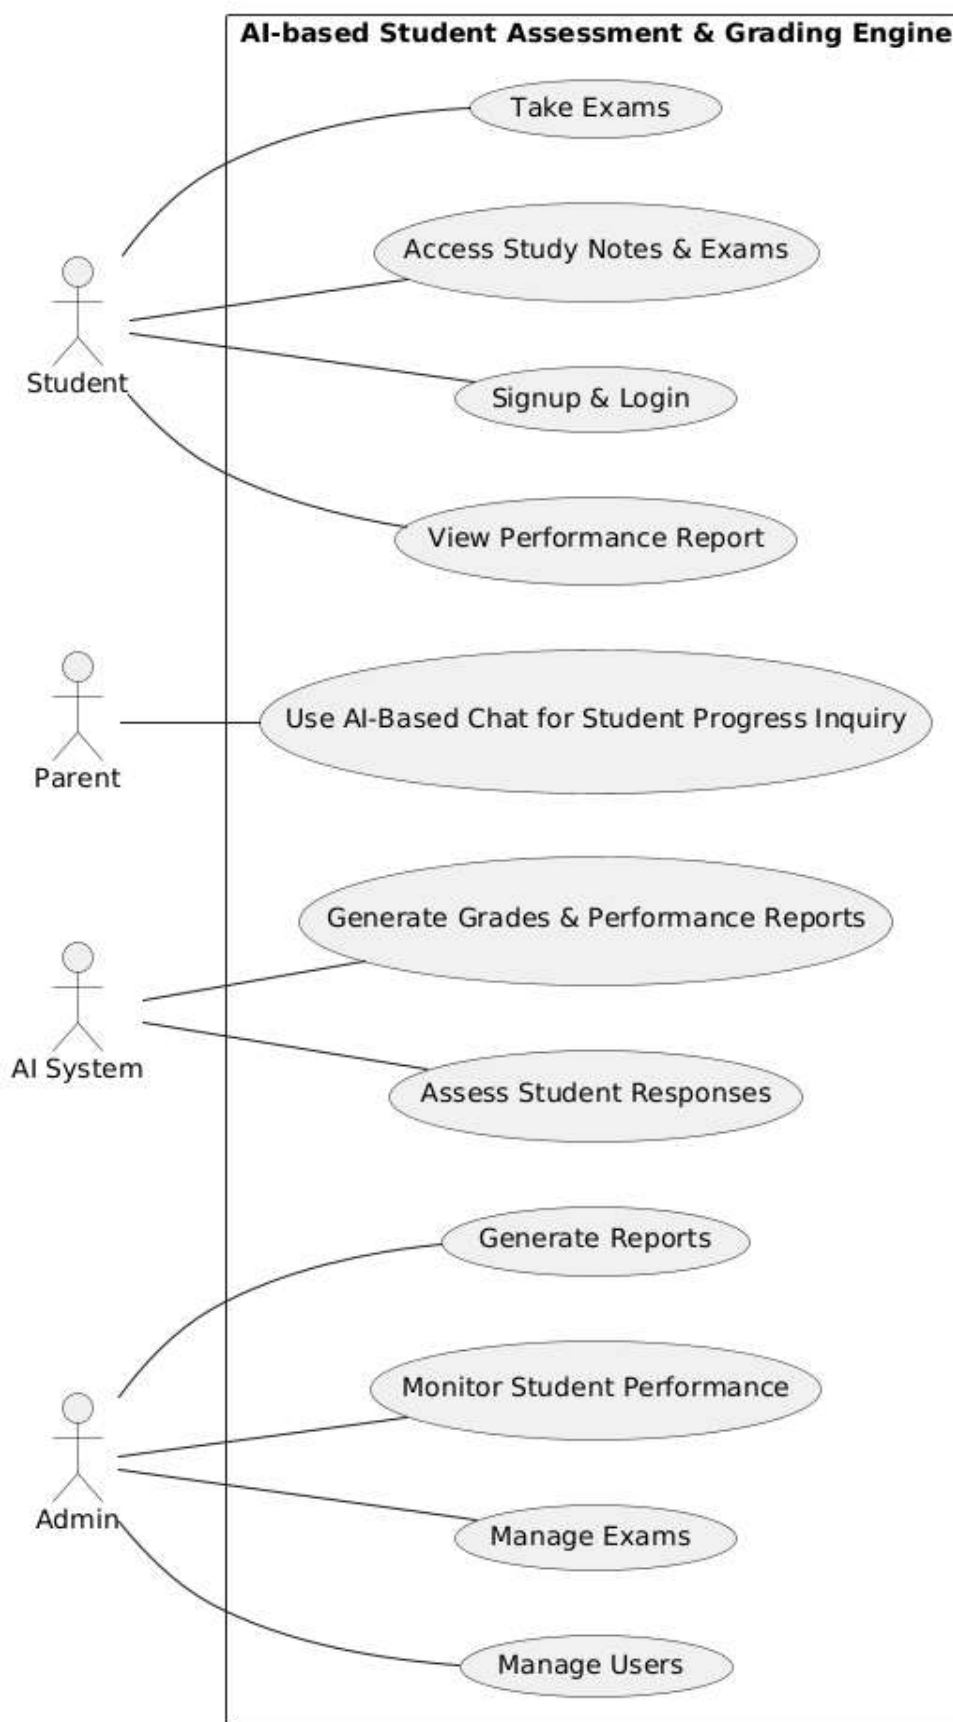 AI-based Student Assessment & Grading Engine
Take Exams
Access Study Notes & Exams
Student
Signup & Login
View Performance Report
Use AI-Based Chat for Student Progress Inquiry
Parent
Generate Grades & Performance Reports
AI System
Assess Student Responses
Generate Reports
Monitor Student Performance
Admin
Manage Exams
Manage Users